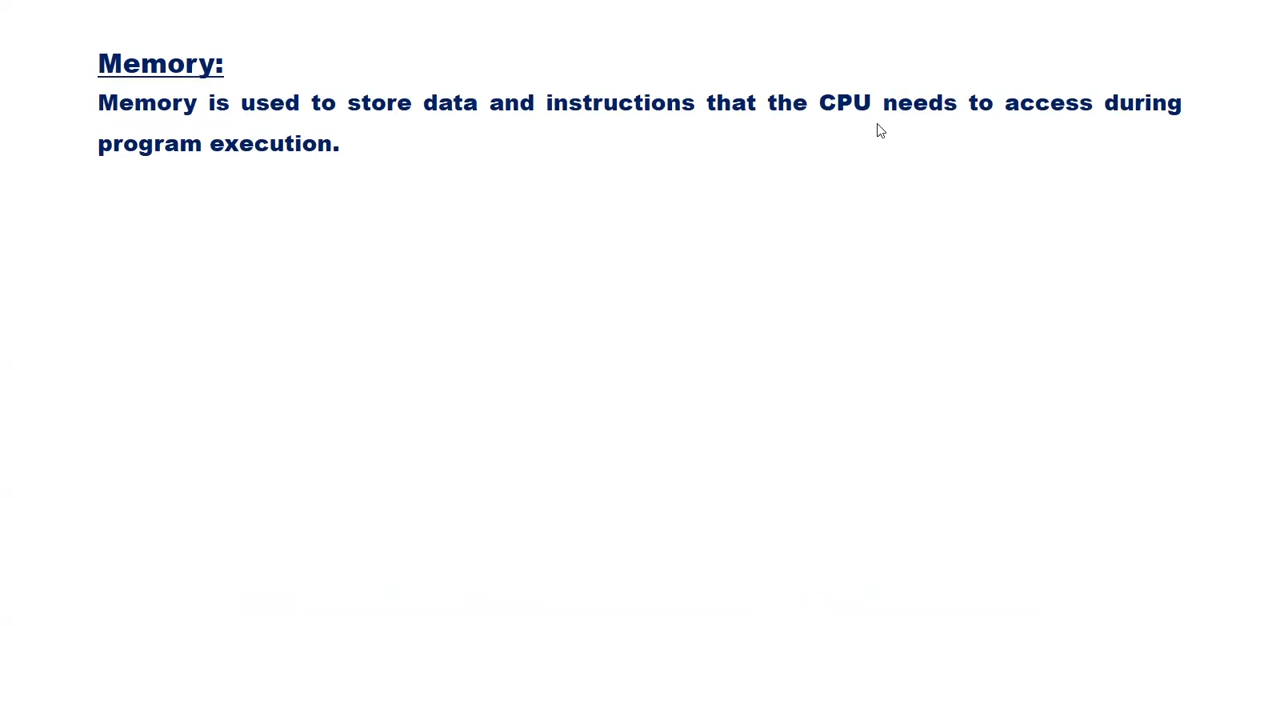 Memory:
Memory is used to store data and instructions that the CPU needs to access during
program execution.